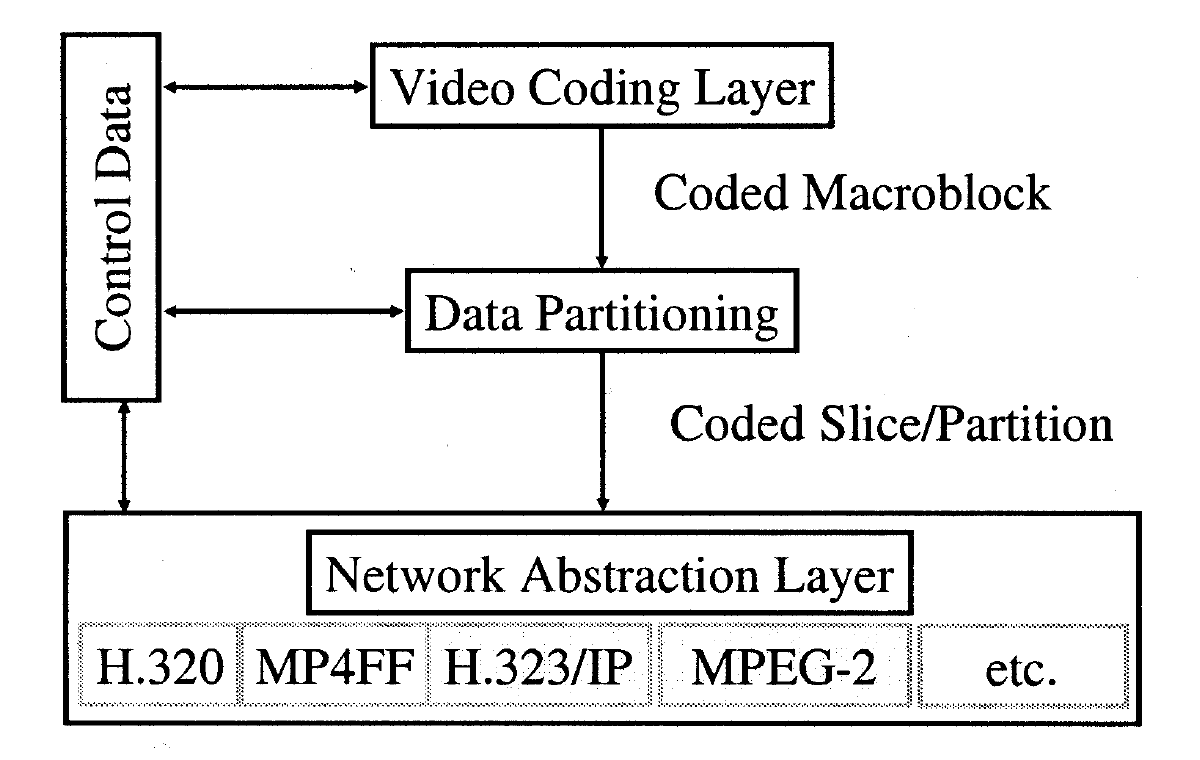 Control Data
Video Coding Layer
Coded Macroblock
Data Partitioning
Coded Slice/Partition
Network Abstraction Layer
H.320
MP4FF
H.323/IP
MPEG-2
etc.